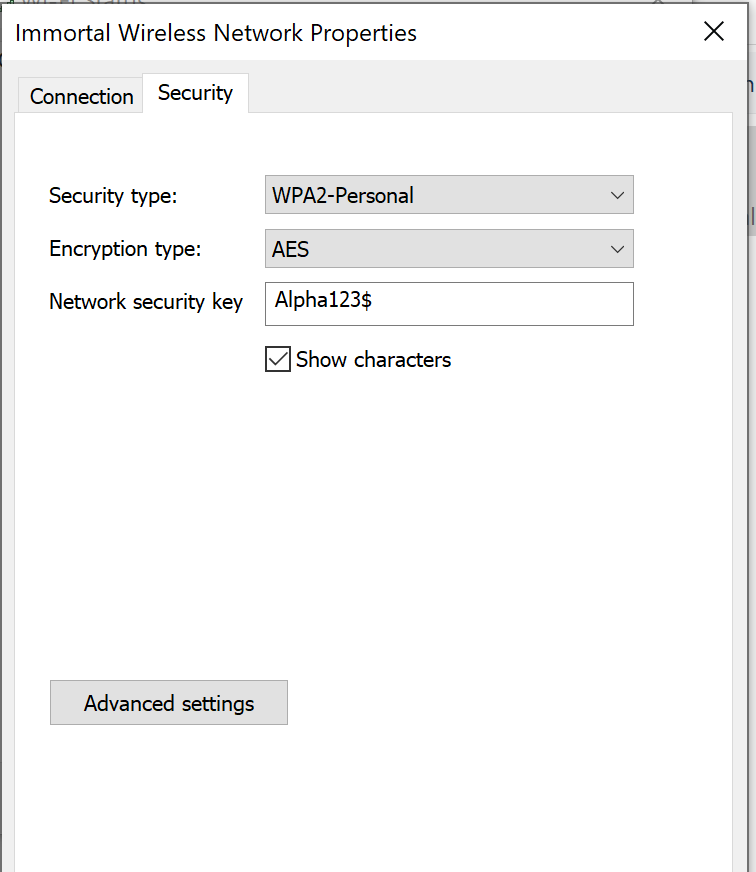 Immortal Wireless Network Properties
Connection
Security
Security type:
WPA2-Personal
Encryption type:
AES
Network security key
Alpha123$
Show characters
Advanced settings